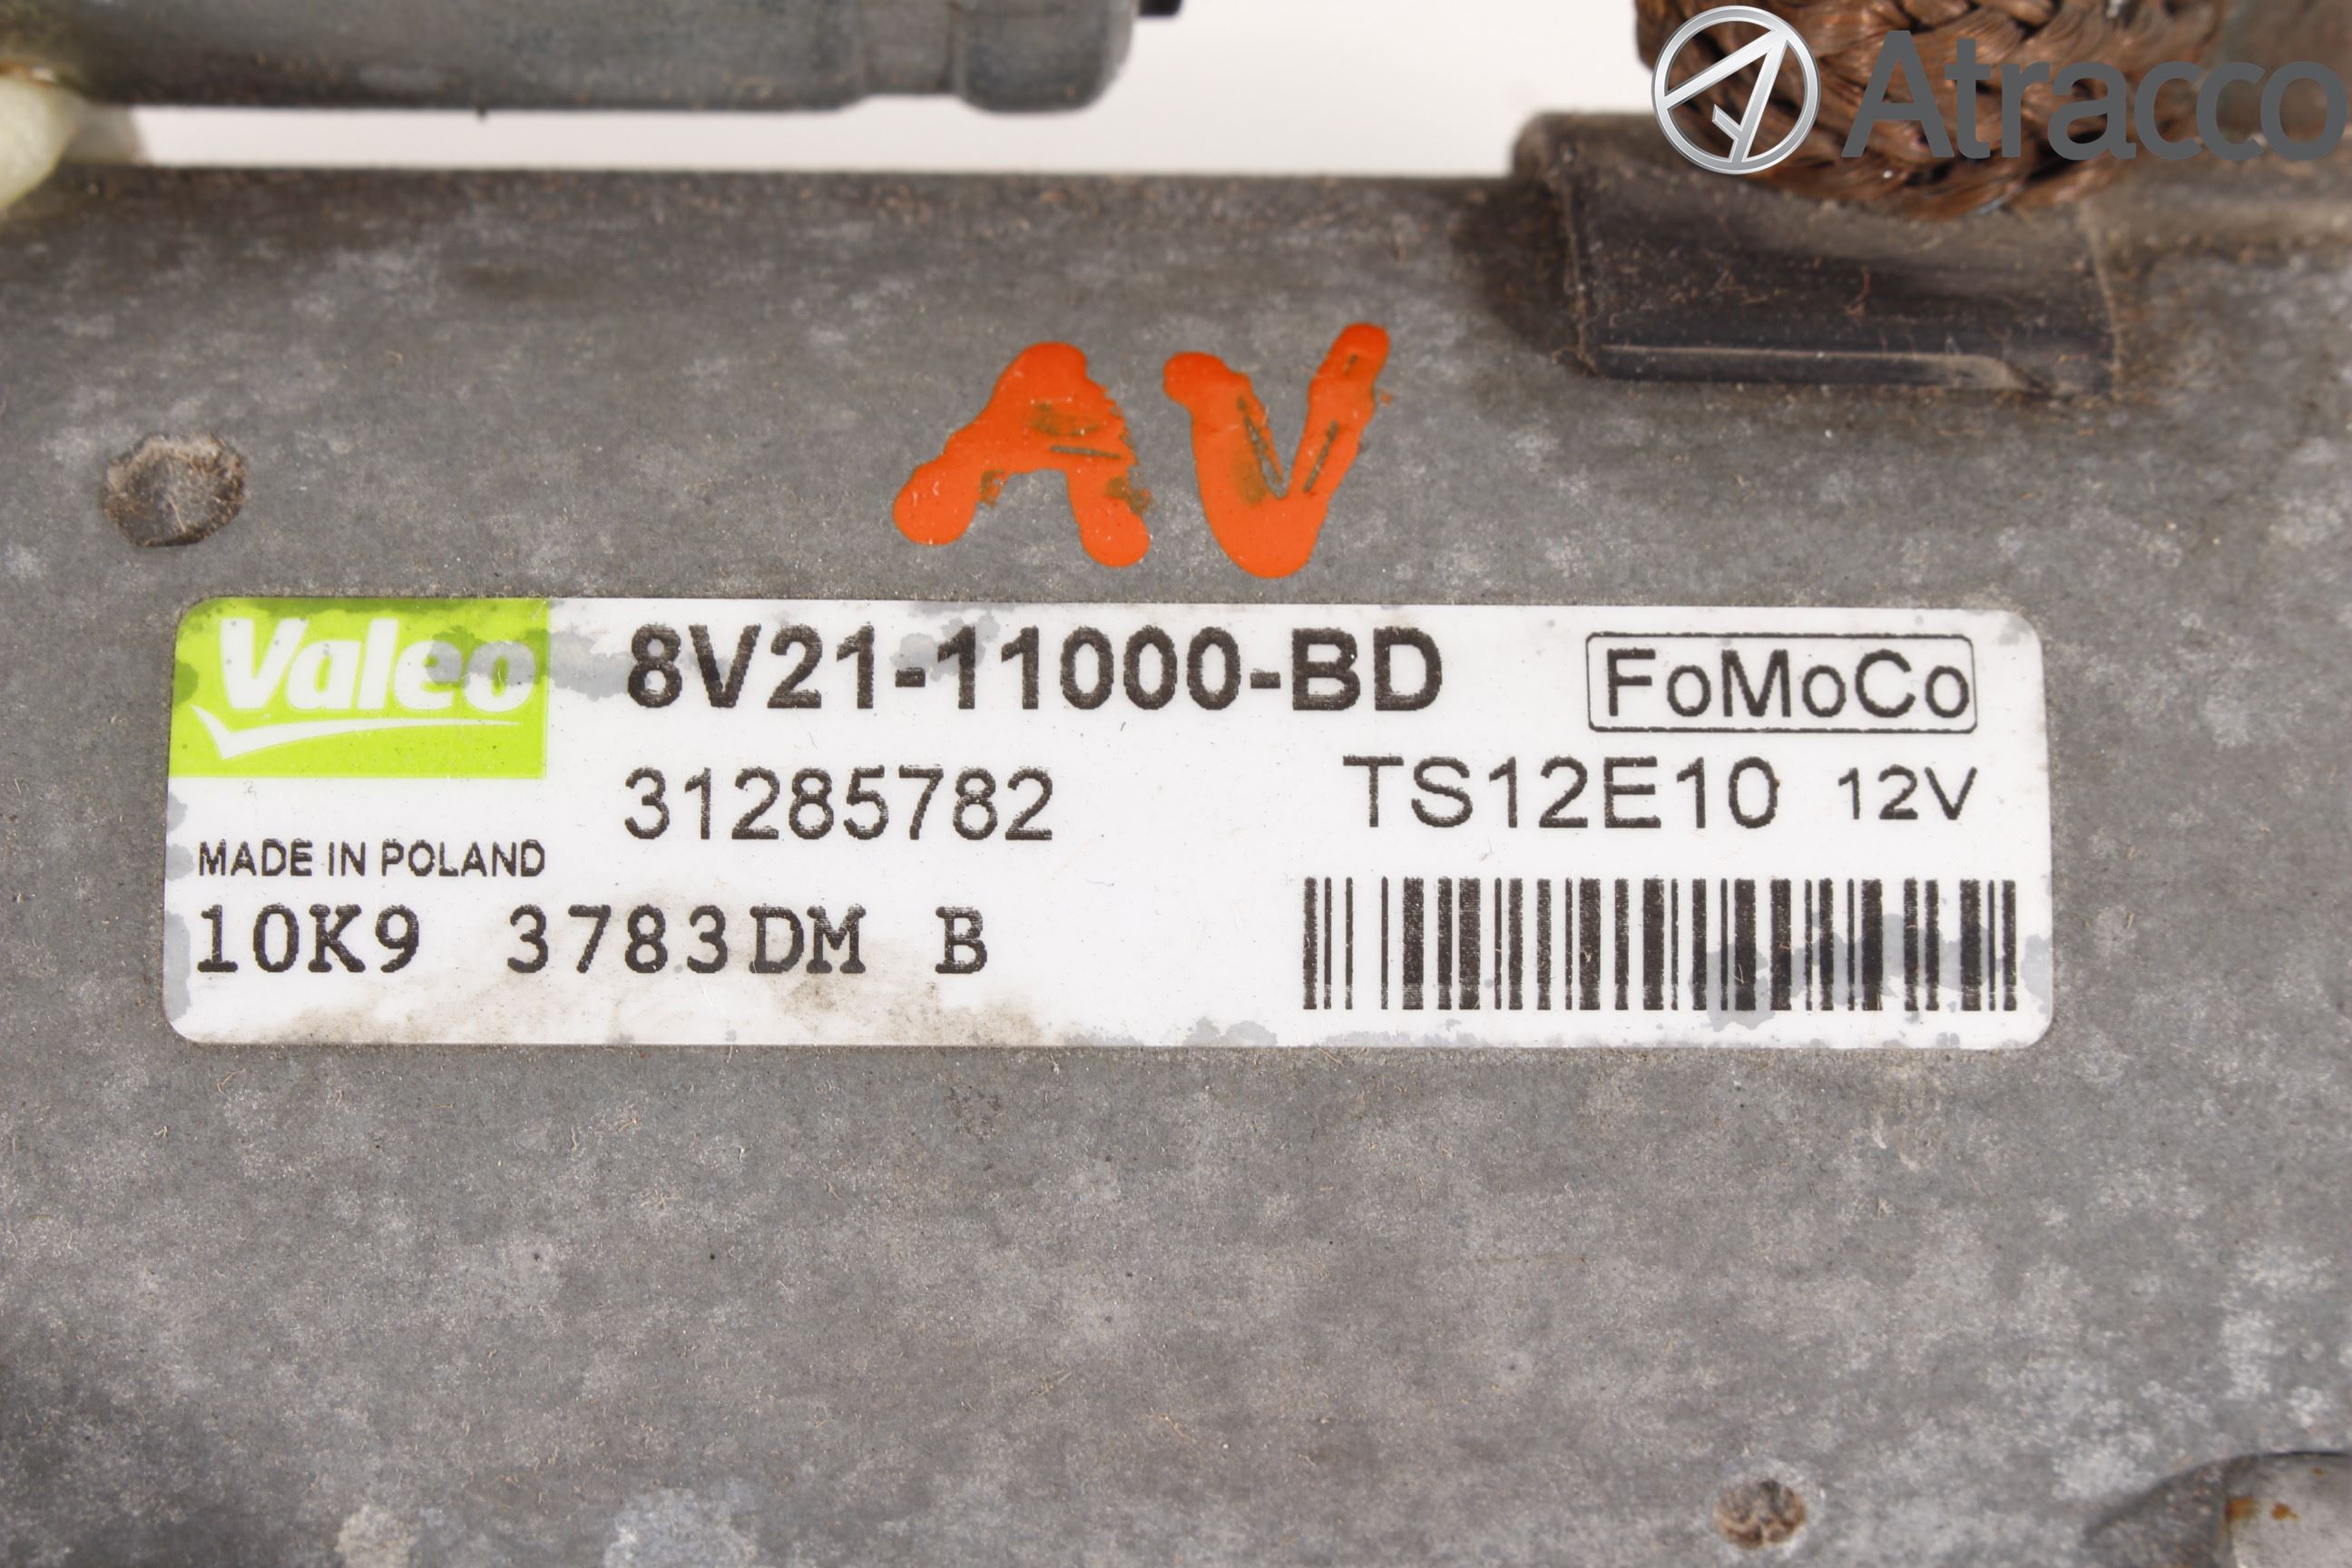 Atracco
AV
Valeo
8V21-11000-BD
FoMoCo
31285782
TS12E10 12V
MADE IN POLAND
10K9 3783DM B